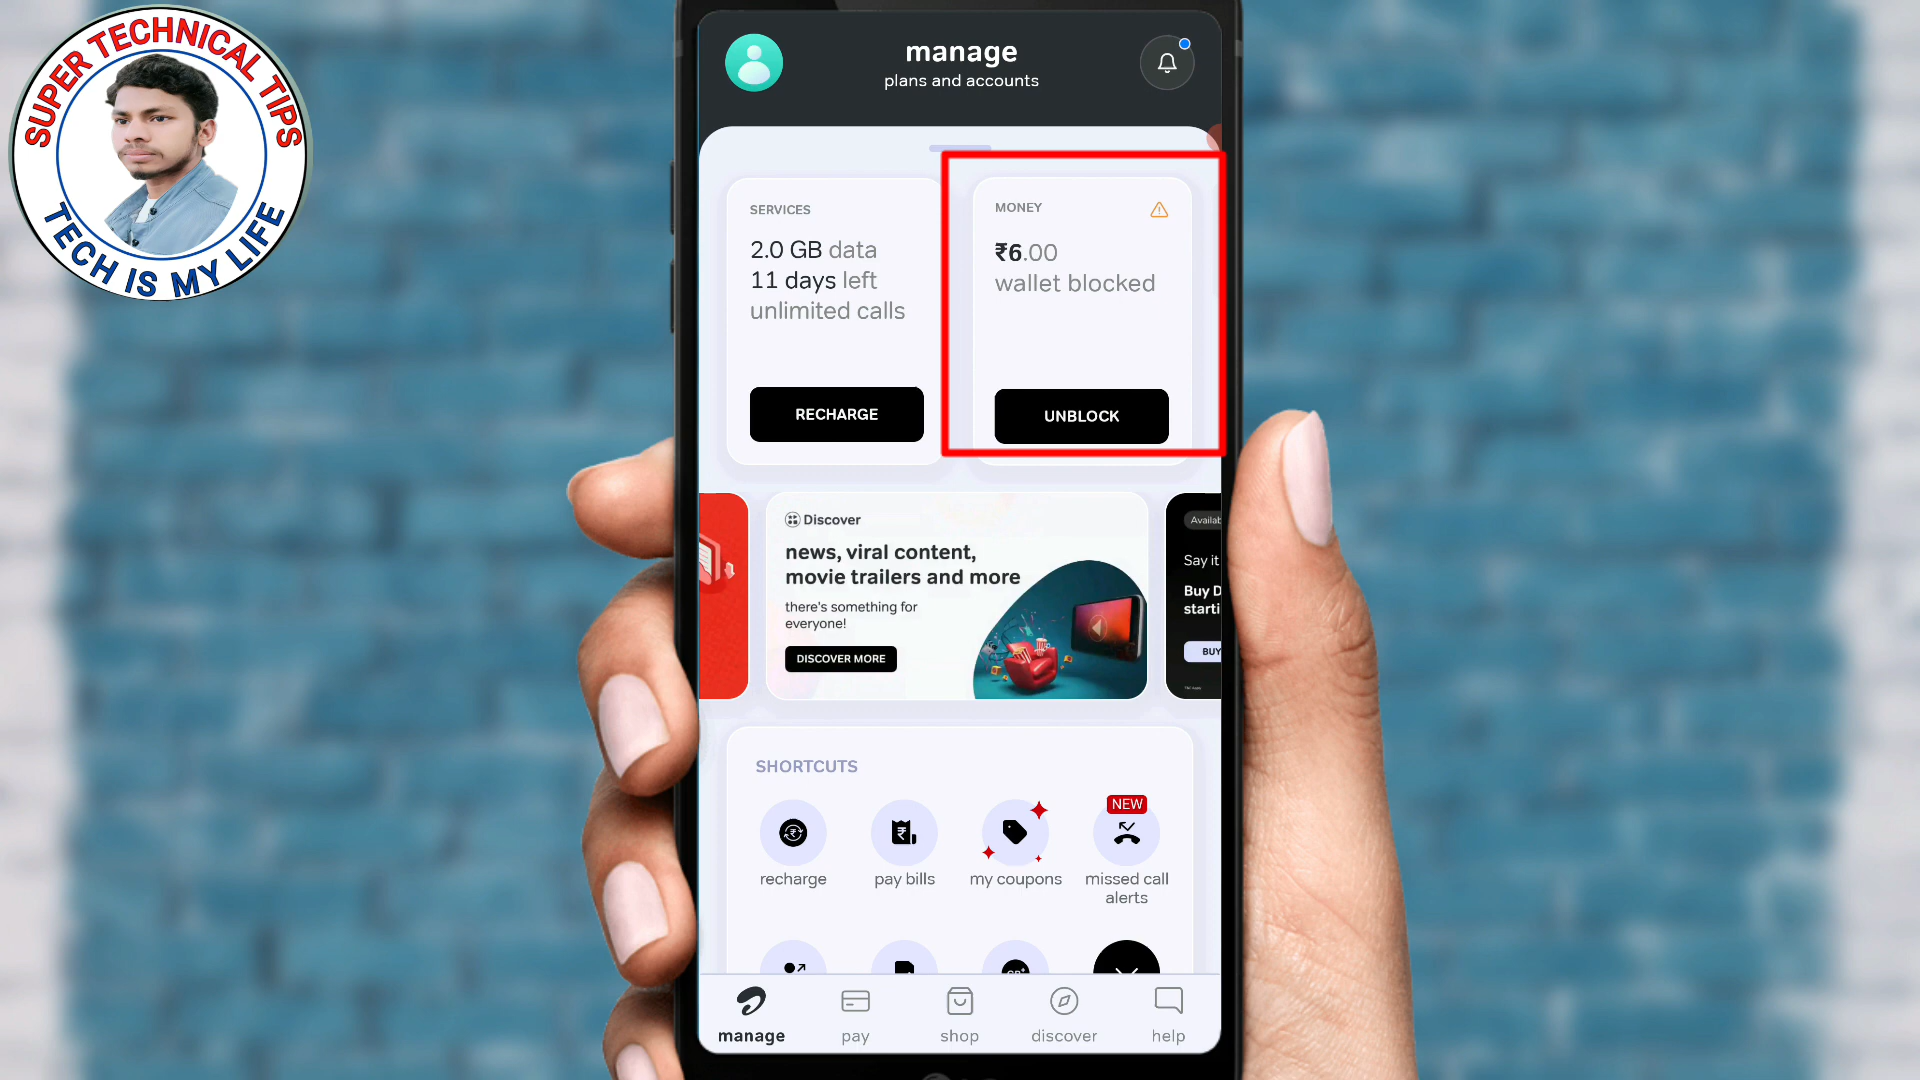 SUPER TECHNICAL TIPS
TECH IS MY LIFE
manage
plans and accounts
SERVICES
2.0 GB data
11 days left
unlimited calls
RECHARGE
MONEY
₹6.00
wallet blocked
UNBLOCK
Discover
news, viral content,
movie trailers and more
there's something for
everyone!
DISCOVER MORE
Say it
Buy D
starti
BUY
SHORTCUTS
NEW
recharge
pay bills
my coupons
missed call
alerts
manage
pay
shop
discover
help